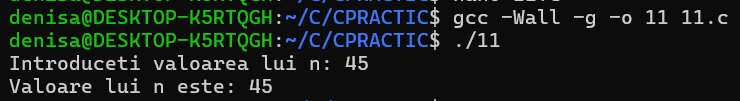 denisa@DESKTOP-K5RTQGH:~/C/CPRACTIC$ gcc -Wall -g -o 11 11.c
denisa@DESKTOP-K5RTQGH:~/C/CPRACTIC$ ./11
Introduceti valoarea lui n: 45
Valoare lui n este: 45